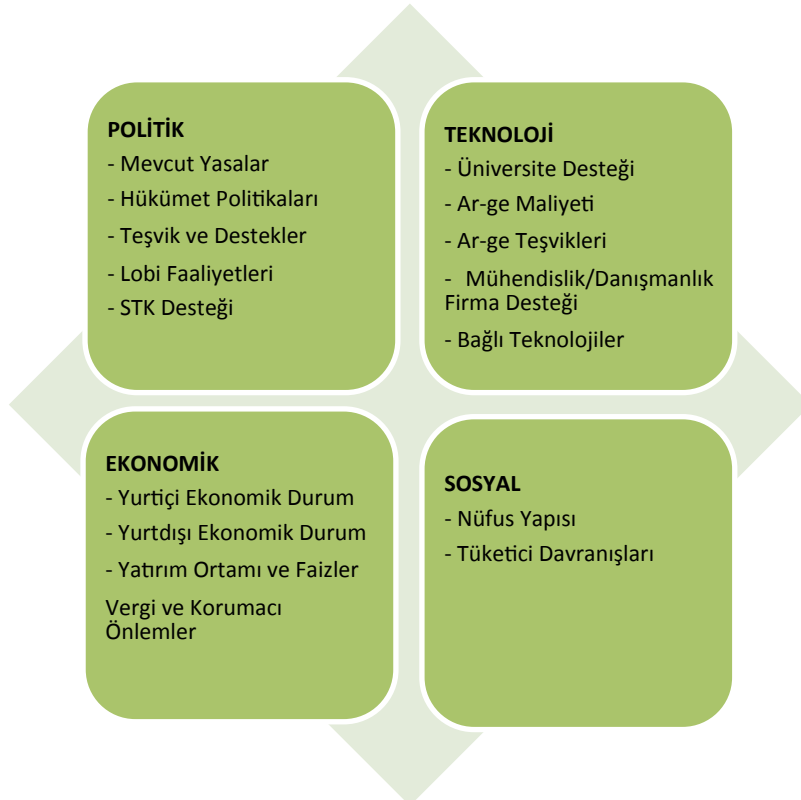 POLİTİK
- Mevcut Yasalar
- Hükümet Politikaları
- Teşvik ve Destekler
- Lobi Faaliyetleri
- STK Desteği
TEKNOLOJİ
- Üniversite Desteği
- Ar-ge Maliyeti
- Ar-ge Teşvikleri
- Mühendislik/Danışmanlık
Firma Desteği
- Bağlı Teknolojiler
EKONOMİK
- Yurtiçi Ekonomik Durum
- Yurtdışı Ekonomik Durum
- Yatırım Ortamı ve Faizler
Vergi ve Korumacı
Önlemler
SOSYAL
- Nüfus Yapısı
- Tüketici Davranışları